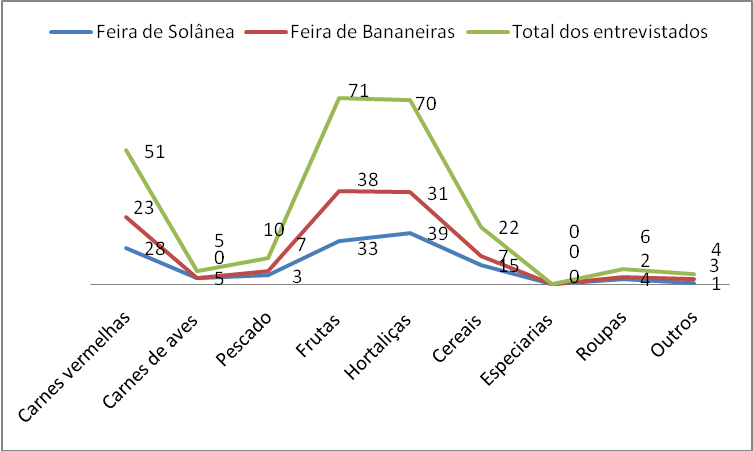 Feira de Solânea Feira de Bananeiras Total dos entrevistados
71
70
51
38
23
31
28
33
39
22
5
0
5
10
7
3
7
15
0
0
0
6
2
4
4
3
1
Carnes vermelhas
Carnes de aves
Pescado
Frutas
Hortaliças
Cereais
Especiarias
Roupas
Outros